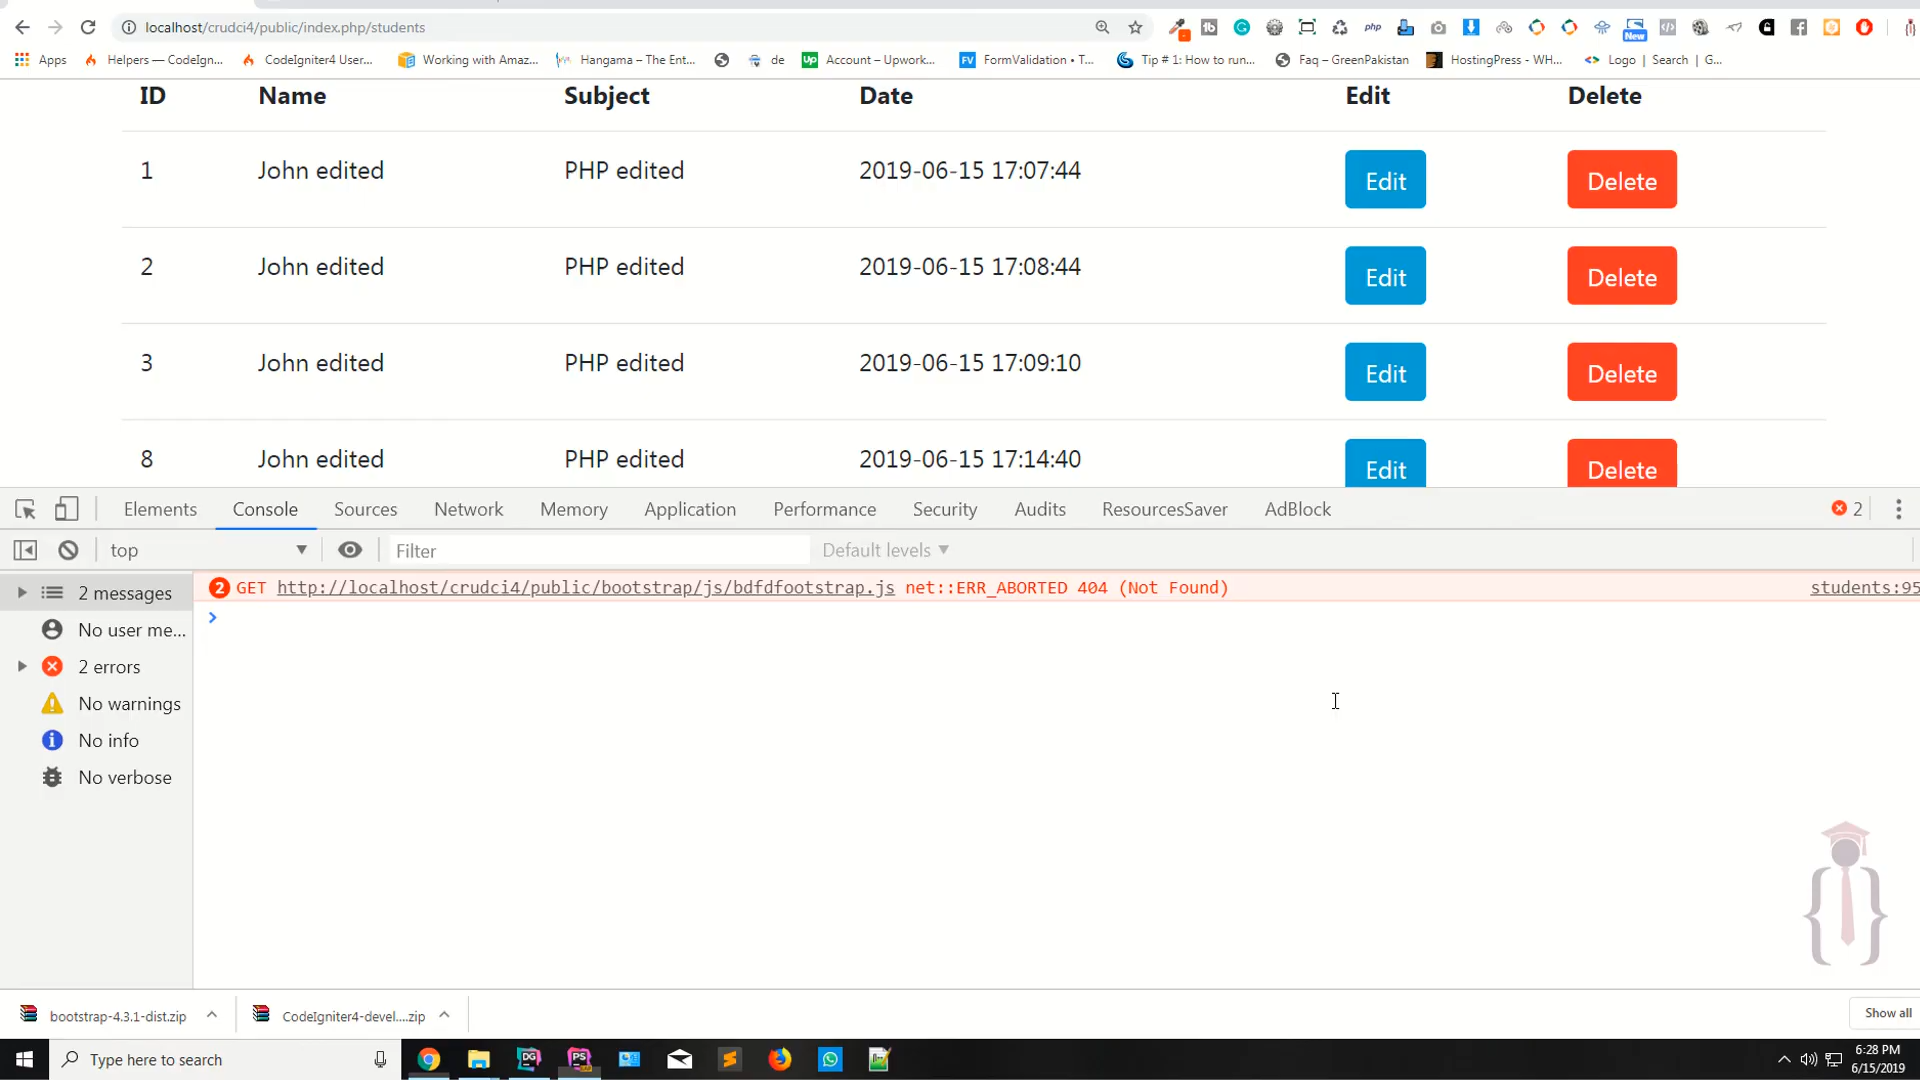 localhost/crudci4/public/index.php/students
New
Apps Helpers — CodeIgn... CodeIgniter4 User... Working with Amaz... Hangama – The Ent... de Up Account – Upwork... FV FormValidation • T... Tip # 1: How to run... Faq – GreenPakistan HostingPress – WH... Logo | Search | G...
ID Name Subject Date Edit Delete
1 John edited PHP edited 2019-06-15 17:07:44 Edit Delete
2 John edited PHP edited 2019-06-15 17:08:44 Edit Delete
3 John edited PHP edited 2019-06-15 17:09:10 Edit Delete
8 John edited PHP edited 2019-06-15 17:14:40 Edit Delete
Elements Console Sources Network Memory Application Performance Security Audits ResourcesSaver AdBlock 2
top Filter Default levels
2 messages
2 GET http://localhost/crudci4/public/bootstrap/js/bdfdfootstrap.js net::ERR_ABORTED 404 (Not Found) students:95
No user me...
2 errors
No warnings
No info
No verbose
bootstrap-4.3.1-dist.zip CodeIgniter4-devel....zip Show all
Type here to search DG PS
6:28 PM
6/15/2019